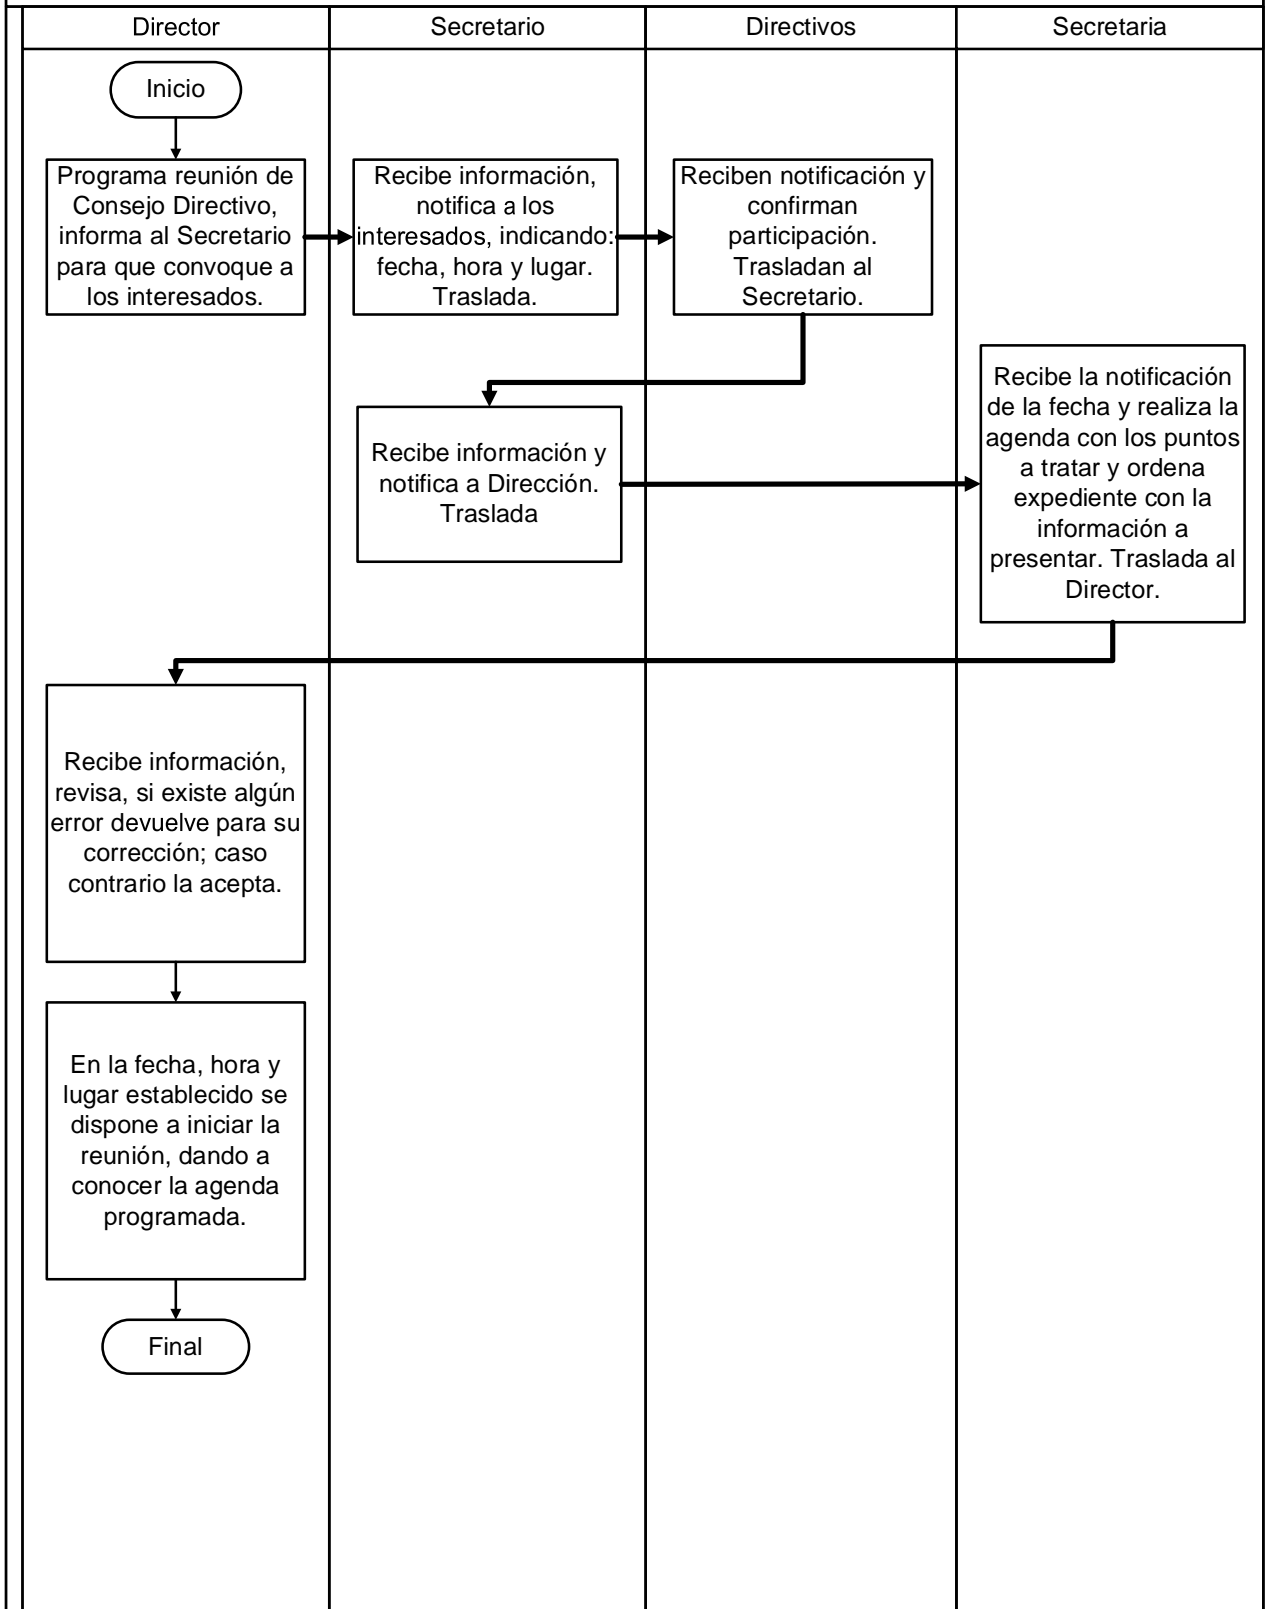 Director
Secretario
Directivos
Secretaria
Inicio
Programa reunión de
Consejo Directivo,
informa al Secretario
para que convoque a
los interesados.
Recibe información,
notifica a los
interesados, indicando:
fecha, hora y lugar.
Traslada.
Reciben notificación y
confirman
participación.
Trasladan al
Secretario.
Recibe información y
notifica a Dirección.
Traslada
Recibe la notificación
de la fecha y realiza la
agenda con los puntos
a tratar y ordena
expediente con la
información a
presentar. Traslada al
Director.
Recibe información,
revisa, si existe algún
error devuelve para su
corrección; caso
contrario la acepta.
En la fecha, hora y
lugar establecido se
dispone a iniciar la
reunión, dando a
conocer la agenda
programada.
Final